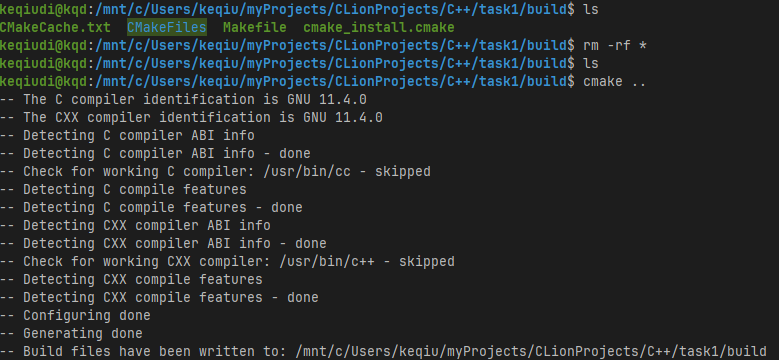 keqiudi@kqd:/mnt/c/Users/keqiu/myProjects/CLionProjects/C++/task1/build$ ls
CMakeCache.txt  CMakeFiles  Makefile  cmake_install.cmake
keqiudi@kqd:/mnt/c/Users/keqiu/myProjects/CLionProjects/C++/task1/build$ rm -rf *
keqiudi@kqd:/mnt/c/Users/keqiu/myProjects/CLionProjects/C++/task1/build$ ls
keqiudi@kqd:/mnt/c/Users/keqiu/myProjects/CLionProjects/C++/task1/build$ cmake ..
-- The C compiler identification is GNU 11.4.0
-- The CXX compiler identification is GNU 11.4.0
-- Detecting C compiler ABI info
-- Detecting C compiler ABI info - done
-- Check for working C compiler: /usr/bin/cc - skipped
-- Detecting C compile features
-- Detecting C compile features - done
-- Detecting CXX compiler ABI info
-- Detecting CXX compiler ABI info - done
-- Check for working CXX compiler: /usr/bin/c++ - skipped
-- Detecting CXX compile features
-- Detecting CXX compile features - done
-- Configuring done
-- Generating done
-- Build files have been written to: /mnt/c/Users/keqiu/myProjects/CLionProjects/C++/task1/build